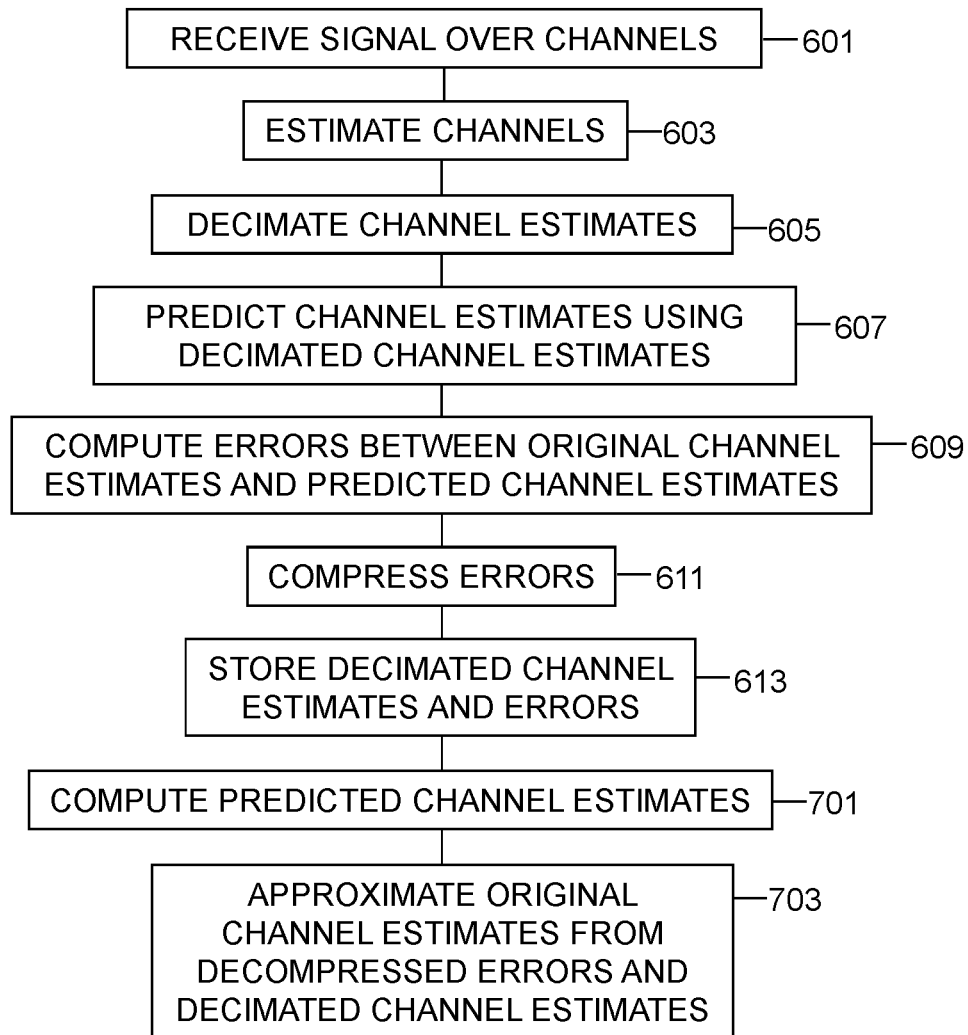 RECEIVE SIGNAL OVER CHANNELS 601
ESTIMATE CHANNELS 603
DECIMATE CHANNEL ESTIMATES 605
PREDICT CHANNEL ESTIMATES USING
DECIMATED CHANNEL ESTIMATES
607
COMPUTE ERRORS BETWEEN ORIGINAL CHANNEL
ESTIMATES AND PREDICTED CHANNEL ESTIMATES
609
COMPRESS ERRORS 611
STORE DECIMATED CHANNEL
ESTIMATES AND ERRORS
613
COMPUTE PREDICTED CHANNEL ESTIMATES 701
APPROXIMATE ORIGINAL
CHANNEL ESTIMATES FROM
DECOMPRESSED ERRORS AND
DECIMATED CHANNEL ESTIMATES
703